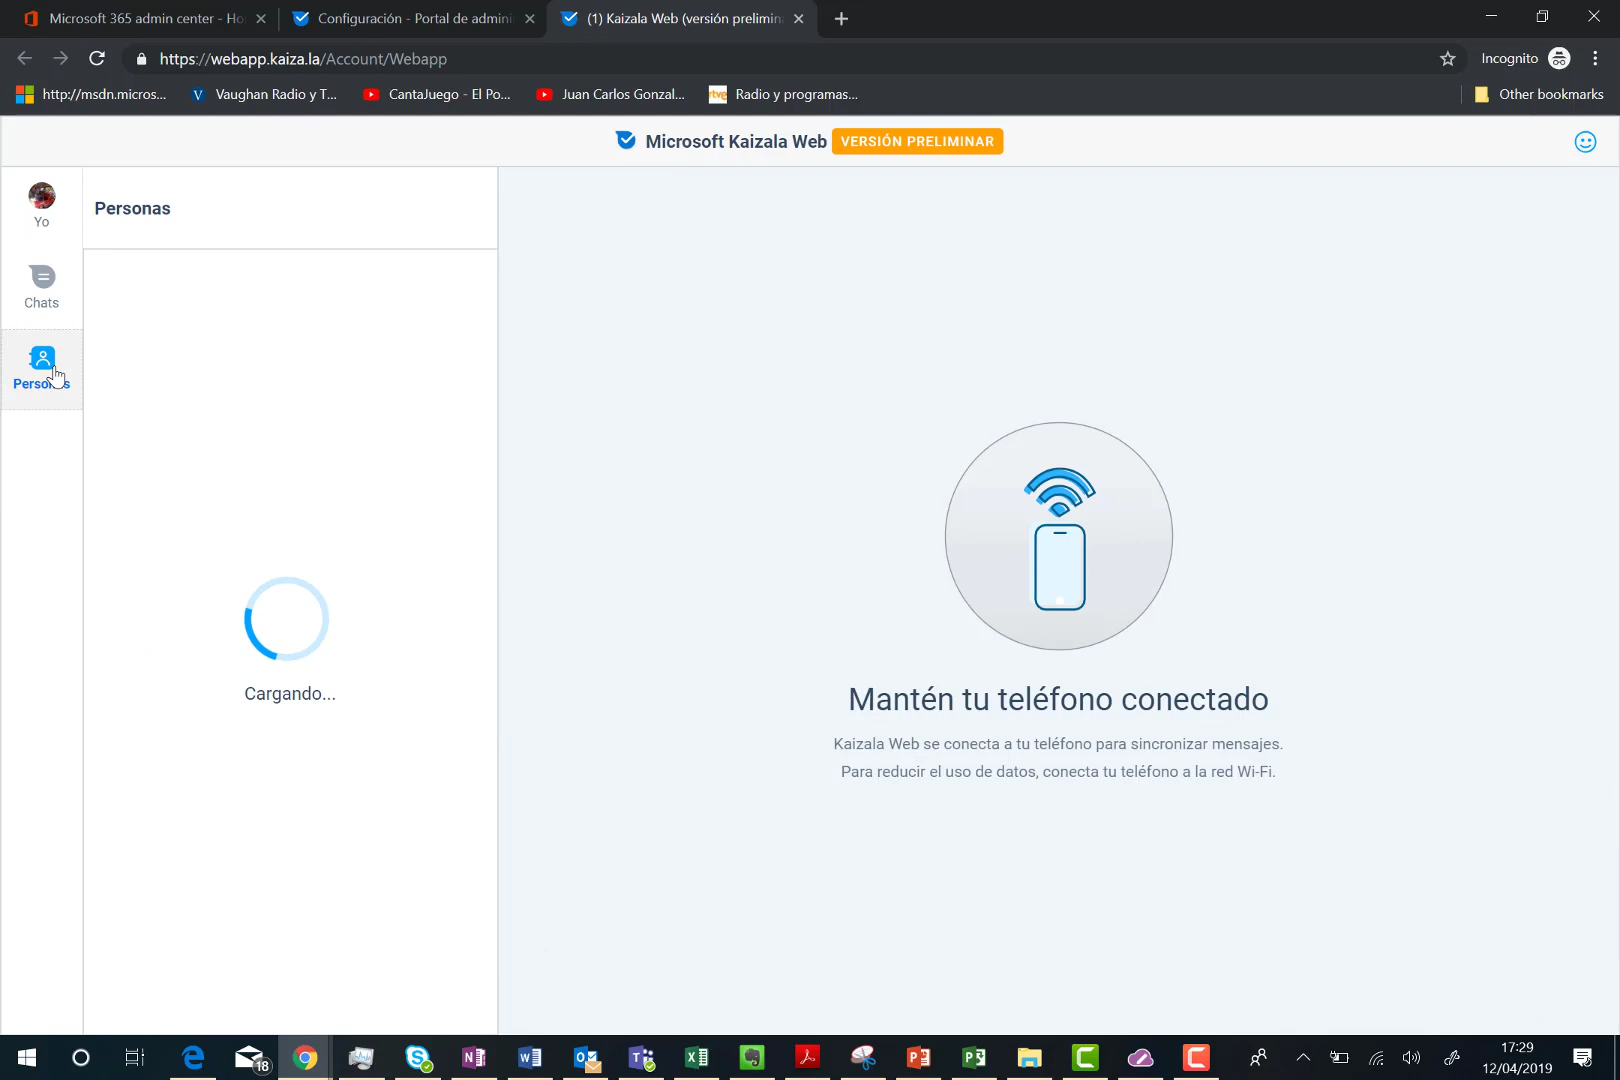 Microsoft 365 admin center - Ho
Configuración - Portal de admini
(1) Kaizala Web (versión prelimin
https://webapp.kaiza.la/Account/Webapp
Incognito
http://msdn.micros...
Vaughan Radio y T...
CantaJuego - El Po...
Juan Carlos Gonzal...
rtve
Radio y programas...
Other bookmarks
Microsoft Kaizala Web
VERSIÓN PRELIMINAR
Yo
Personas
Chats
Personas
Cargando...
Mantén tu teléfono conectado
Kaizala Web se conecta a tu teléfono para sincronizar mensajes.
Para reducir el uso de datos, conecta tu teléfono a la red Wi-Fi.
18
17:29
12/04/2019